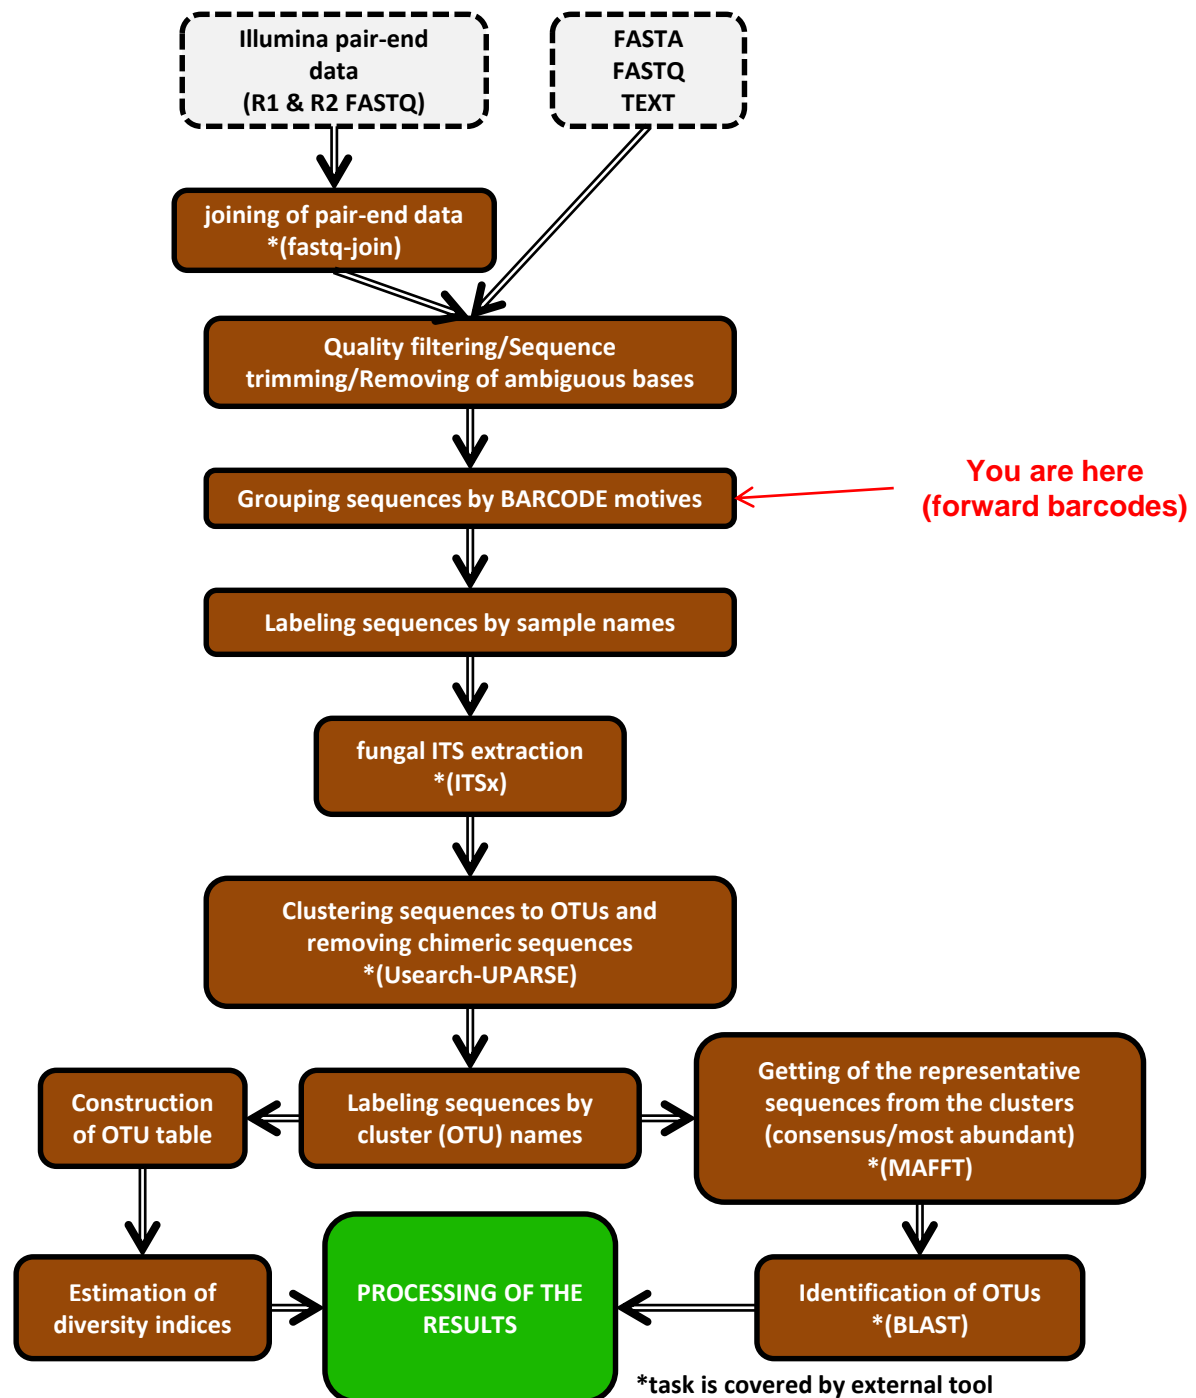 Illumina pair-end
data
(R1 & R2 FASTQ)
FASTA
FASTQ
TEXT
joining of pair-end data
*(fastq-join)
Quality filtering/Sequence
trimming/Removing of ambiguous bases
Grouping sequences by BARCODE motives
You are here
(forward barcodes)
Labeling sequences by sample names
fungal ITS extraction
*(ITSx)
Clustering sequences to OTUs and
removing chimeric sequences
*(Usearch-UPARSE)
Construction
of OTU table
Labeling sequences by
cluster (OTU) names
Getting of the representative
sequences from the clusters
(consensus/most abundant)
*(MAFFT)
Estimation of
diversity indices
PROCESSING OF THE
RESULTS
Identification of OTUs
*(BLAST)
*task is covered by external tool